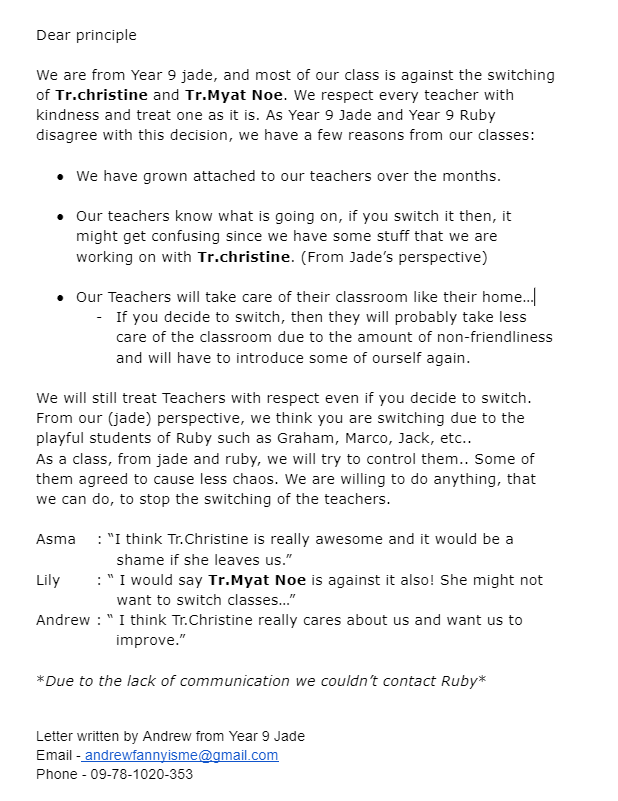 Dear principle
We are from Year 9 jade, and most of our class is against the switching
of Tr.christine and Tr.Myat Noe. We respect every teacher with
kindness and treat one as it is. As Year 9 Jade and Year 9 Ruby
disagree with this decision, we have a few reasons from our classes:
● We have grown attached to our teachers over the months.
● Our teachers know what is going on, if you switch it then, it
might get confusing since we have some stuff that we are
working on with Tr.christine. (From Jade’s perspective)
● Our Teachers will take care of their classroom like their home…
- If you decide to switch, then they will probably take less
care of the classroom due to the amount of non-friendliness
and will have to introduce some of ourself again.
We will still treat Teachers with respect even if you decide to switch.
From our (jade) perspective, we think you are switching due to the
playful students of Ruby such as Graham, Marco, Jack, etc..
As a class, from jade and ruby, we will try to control them.. Some of
them agreed to cause less chaos. We are willing to do anything, that
we can do, to stop the switching of the teachers.
Asma : “I think Tr.Christine is really awesome and it would be a
shame if she leaves us.”
Lily : “ I would say Tr.Myat Noe is against it also! She might not
want to switch classes…”
Andrew : “ I think Tr.Christine really cares about us and want us to
improve.”
*Due to the lack of communication we couldn’t contact Ruby*
Letter written by Andrew from Year 9 Jade
Email - andrewfannyisme@gmail.com
Phone - 09-78-1020-353